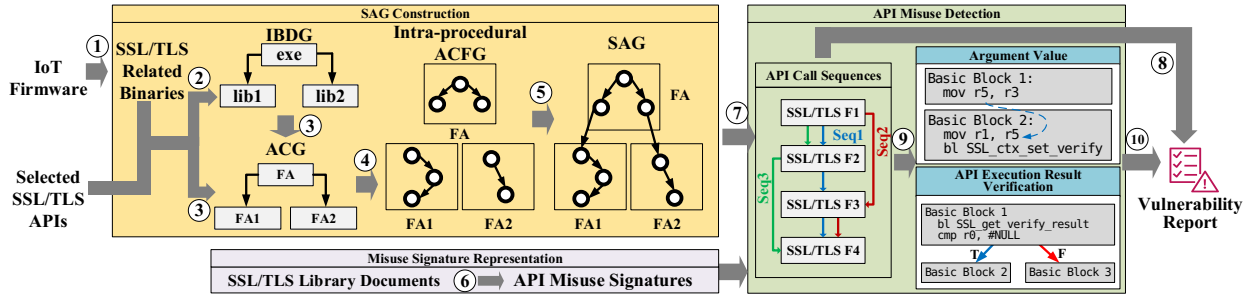 SAG Construction
1
IoT
Firmware
SSL/TLS
Related
Binaries
Selected
SSL/TLS
APIs
2
IBDG
exe
lib1
lib2
3
3
ACG
FA
FA1
FA2
4
Intra-procedural
ACFG
FA
FA1
FA2
5
SAG
FA
FA1
FA2
Misuse Signature Representation
SSL/TLS Library Documents
6
API Misuse Signatures
7
API Misuse Detection
API Call Sequences
SSL/TLS F1
Seq1
Seq2
SSL/TLS F2
Seq3
SSL/TLS F3
SSL/TLS F4
8
9
Argument Value
Basic Block 1:
mov r5, r3
Basic Block 2:
mov r1, r5
bl SSL_ctx_set_verify
API Execution Result
Verification
Basic Block 1
bl SSL_get_verify_result
cmp r0, #NULL
T
F
Basic Block 2
Basic Block 3
10
Vulnerability
Report